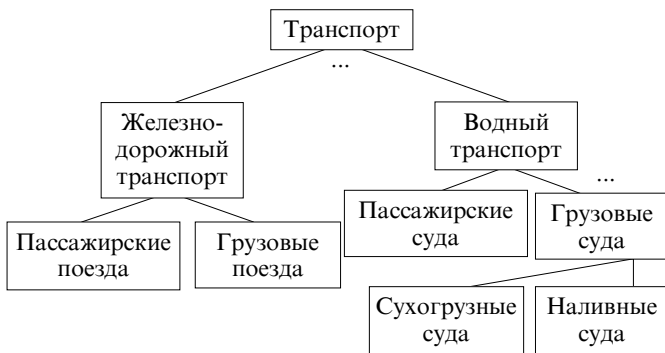 Транспорт
...
Железно-
дорожный
транспорт
Водный
транспорт
...
Пассажирские
поезда
Грузовые
поезда
Пассажирские
суда
Грузовые
суда
Сухогрузные
суда
Наливные
суда